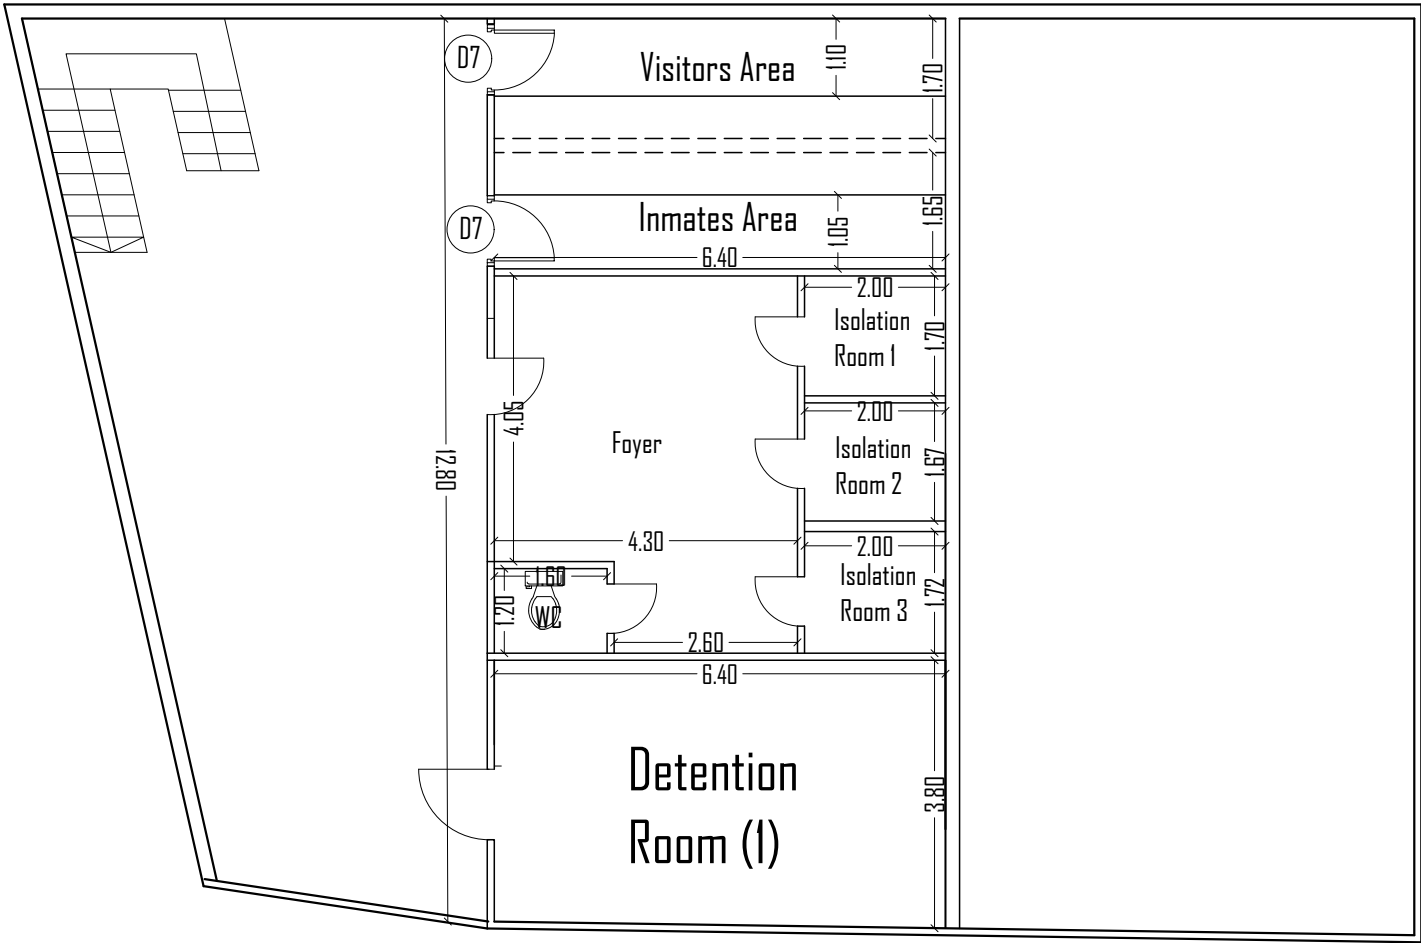 D7
Visitors Area
1.10
1.70
D7
Inmates Area
1.05
1.65
6.40
2.00
Isolation
Room 1
1.70
4.05
12.80
Foyer
2.00
Isolation
Room 2
1.67
4.30
2.00
Isolation
Room 3
1.72
1.60
1.20
WC
2.60
6.40
Detention
Room (1)
3.80